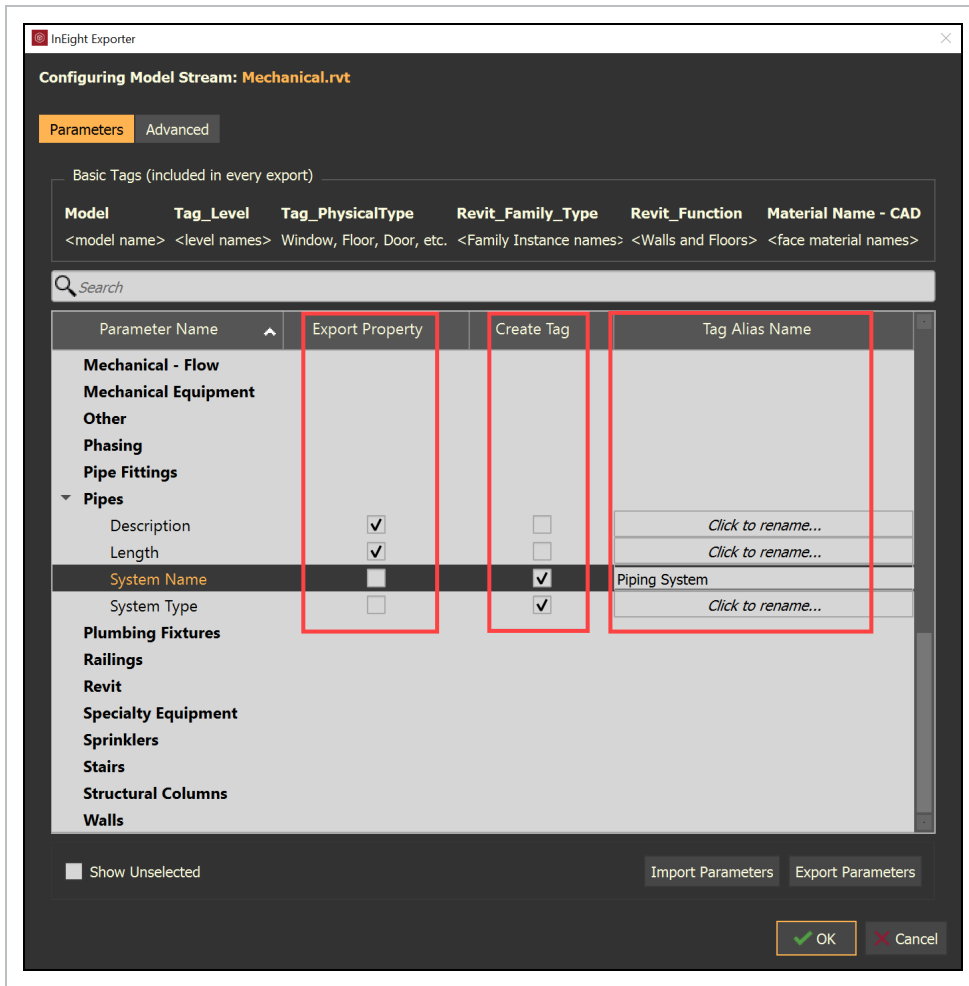 InEight Exporter
Configuring Model Stream: Mechanical.rvt
Parameters Advanced
Basic Tags (included in every export)
Model Tag_Level Tag_PhysicalType Revit_Family_Type Revit_Function Material Name - CAD
<model name> <level names> Window, Floor, Door, etc. <Family Instance names> <Walls and Floors> <face material names>
Search
Parameter Name Export Property Create Tag Tag Alias Name
Mechanical - Flow
Mechanical Equipment
Other
Phasing
Pipe Fittings
Pipes
Description Click to rename...
Length Click to rename...
System Name Piping System
System Type Click to rename...
Plumbing Fixtures
Railings
Revit
Specialty Equipment
Sprinklers
Stairs
Structural Columns
Walls
Show Unselected Import Parameters Export Parameters
OK Cancel